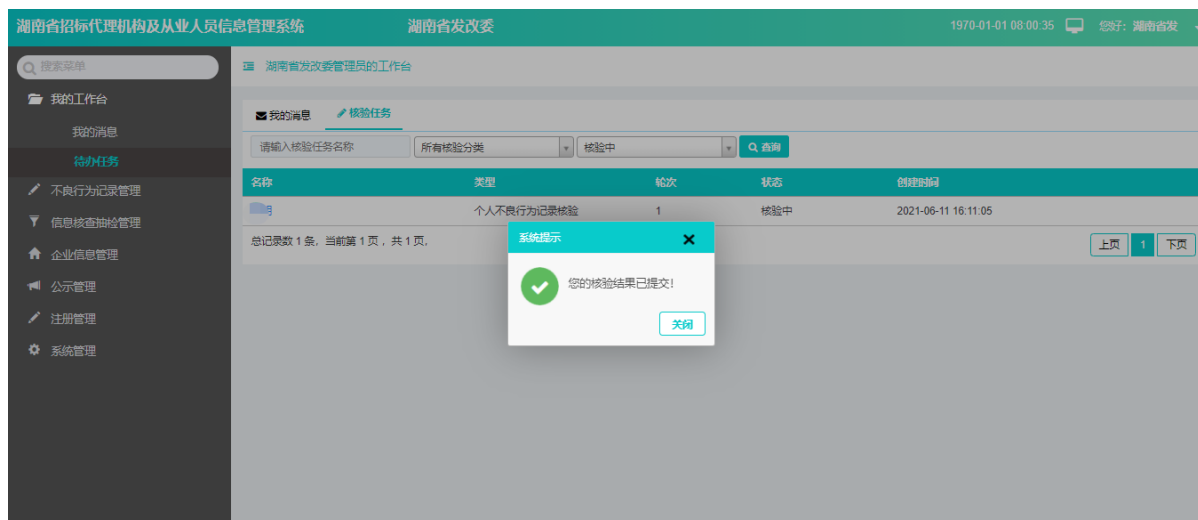 湖南省招标代理机构及从业人员信息管理系统 湖南省发改委 1970-01-01 08:00:35 您好: 湖南省发
搜索菜单
湖南省发改委管理员的工作台
我的工作台
我的消息
待办任务
不良行为记录管理
信息核查抽检管理
企业信息管理
公示管理
注册管理
系统管理
我的消息 核验任务
请输入核验任务名称 所有核验分类 核验中 查询
名称 类型 轮次 状态 创建时间
个人不良行为记录核验 1 核验中 2021-06-11 16:11:05
总记录数 1 条, 当前第 1 页 , 共 1 页, 上页 1 下页
系统提示
您的核验结果已提交!
关闭